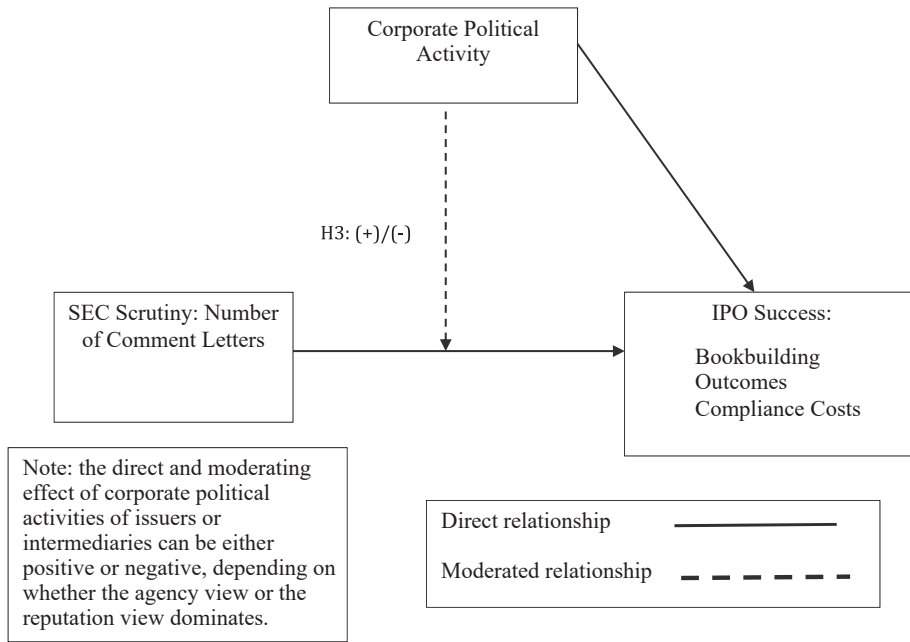 Corporate Political
Activity
H3: (+)/(-)
SEC Scrutiny: Number
of Comment Letters
IPO Success:
Bookbuilding
Outcomes
Compliance Costs
Note: the direct and moderating
effect of corporate political
activities of issuers or
intermediaries can be either
positive or negative, depending on
whether the agency view or the
reputation view dominates.
Direct relationship
Moderated relationship